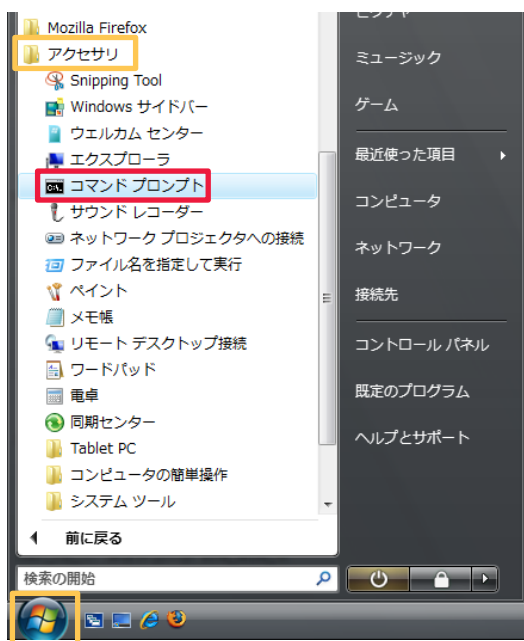 Mozilla Firefox
アクセサリ
Snipping Tool
Windows サイドバー
ウェルカム センター
エクスプローラ
コマンド プロンプト
サウンド レコーダー
ネットワーク プロジェクタへの接続
ファイル名を指定して実行
ペイント
メモ帳
リモート デスクトップ接続
ワードパッド
電卓
同期センター
Tablet PC
コンピュータの簡単操作
システム ツール
前に戻る
検索の開始
ミュージック
ゲーム
最近使った項目
コンピュータ
ネットワーク
接続先
コントロール パネル
既定のプログラム
ヘルプとサポート